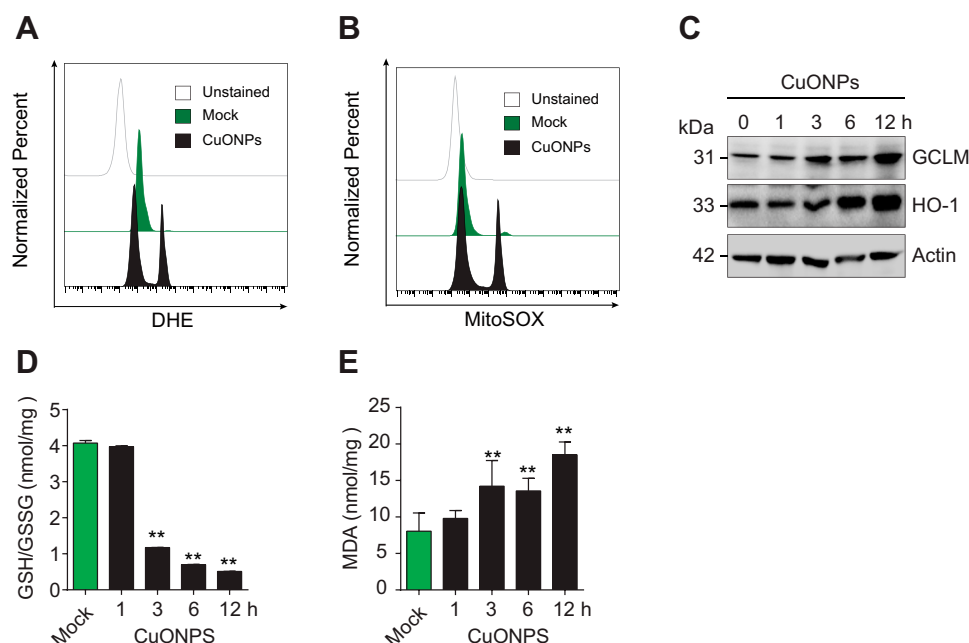 A
Normalized Percent
Unstained
Mock
CuONPs
DHE
B
Normalized Percent
Unstained
Mock
CuONPs
MitoSOX
C
CuONPs
kDa 0 1 3 6 12 h
31 GCLM
33 HO-1
42 Actin
D
GSH/GSSG (nmol/mg )
5
4
3
2
1
0
** ** **
Mock 1 3 6 12 h
CuONPS
E
MDA (nmol/mg )
25
20
15
10
5
0
** ** **
Mock 1 3 6 12 h
CuONPS